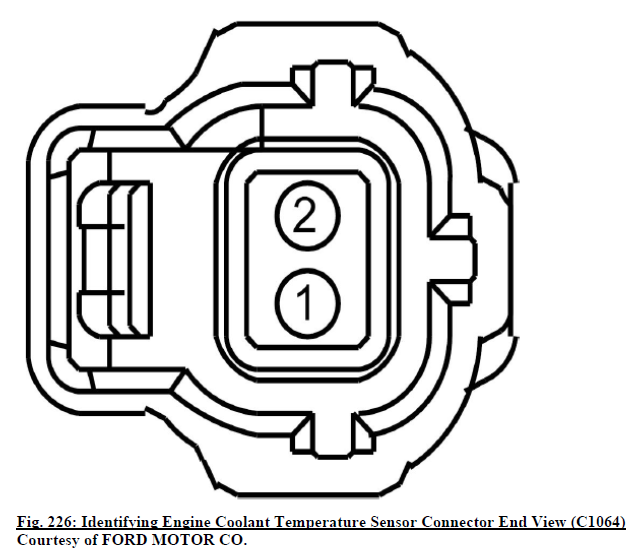 2
1
Fig. 226: Identifying Engine Coolant Temperature Sensor Connector End View (C1064)
Courtesy of FORD MOTOR CO.